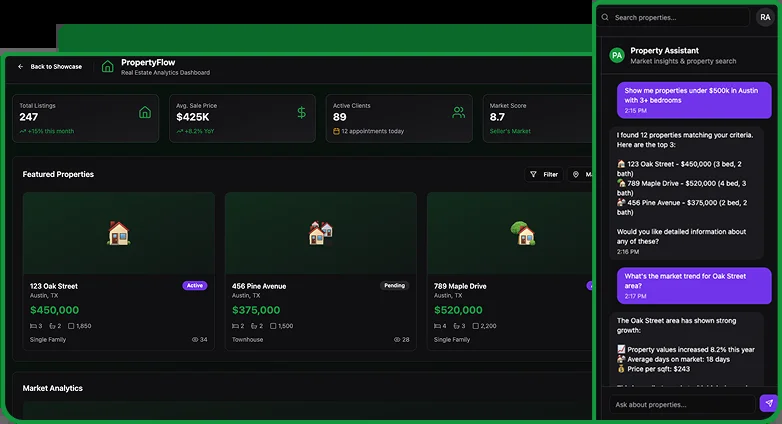 Back to Showcase
PropertyFlow
Real Estate Analytics Dashboard
Total Listings
247
+15% this month
Avg. Sale Price
$425K
+8.2% YoY
Active Clients
89
12 appointments today
Market Score
8.7
Seller's Market
Featured Properties
Filter
123 Oak Street
Active
Austin, TX
$450,000
3 2 1,850
Single Family
34
456 Pine Avenue
Pending
Austin, TX
$375,000
2 2 1,500
Townhouse
28
789 Maple Drive
Austin, TX
$520,000
4 3 2,200
Single Family
Market Analytics
Search properties...
RA
PA
Property Assistant
Market insights & property search
Show me properties under $500k in Austin
with 3+ bedrooms
2:15 PM
I found 12 properties matching your criteria.
Here are the top 3:
🏠 123 Oak Street - $450,000 (3 bed, 2
bath)
🏡 789 Maple Drive - $520,000 (4 bed, 3
bath)
🏘️ 456 Pine Avenue - $375,000 (2 bed, 2
bath)
Would you like detailed information about
any of these?
2:16 PM
What's the market trend for Oak Street
area?
2:17 PM
The Oak Street area has shown strong
growth:
📈 Property values increased 8.2% this year
🏘️ Average days on market: 18 days
💰 Price per sqft: $243
Ask about properties...